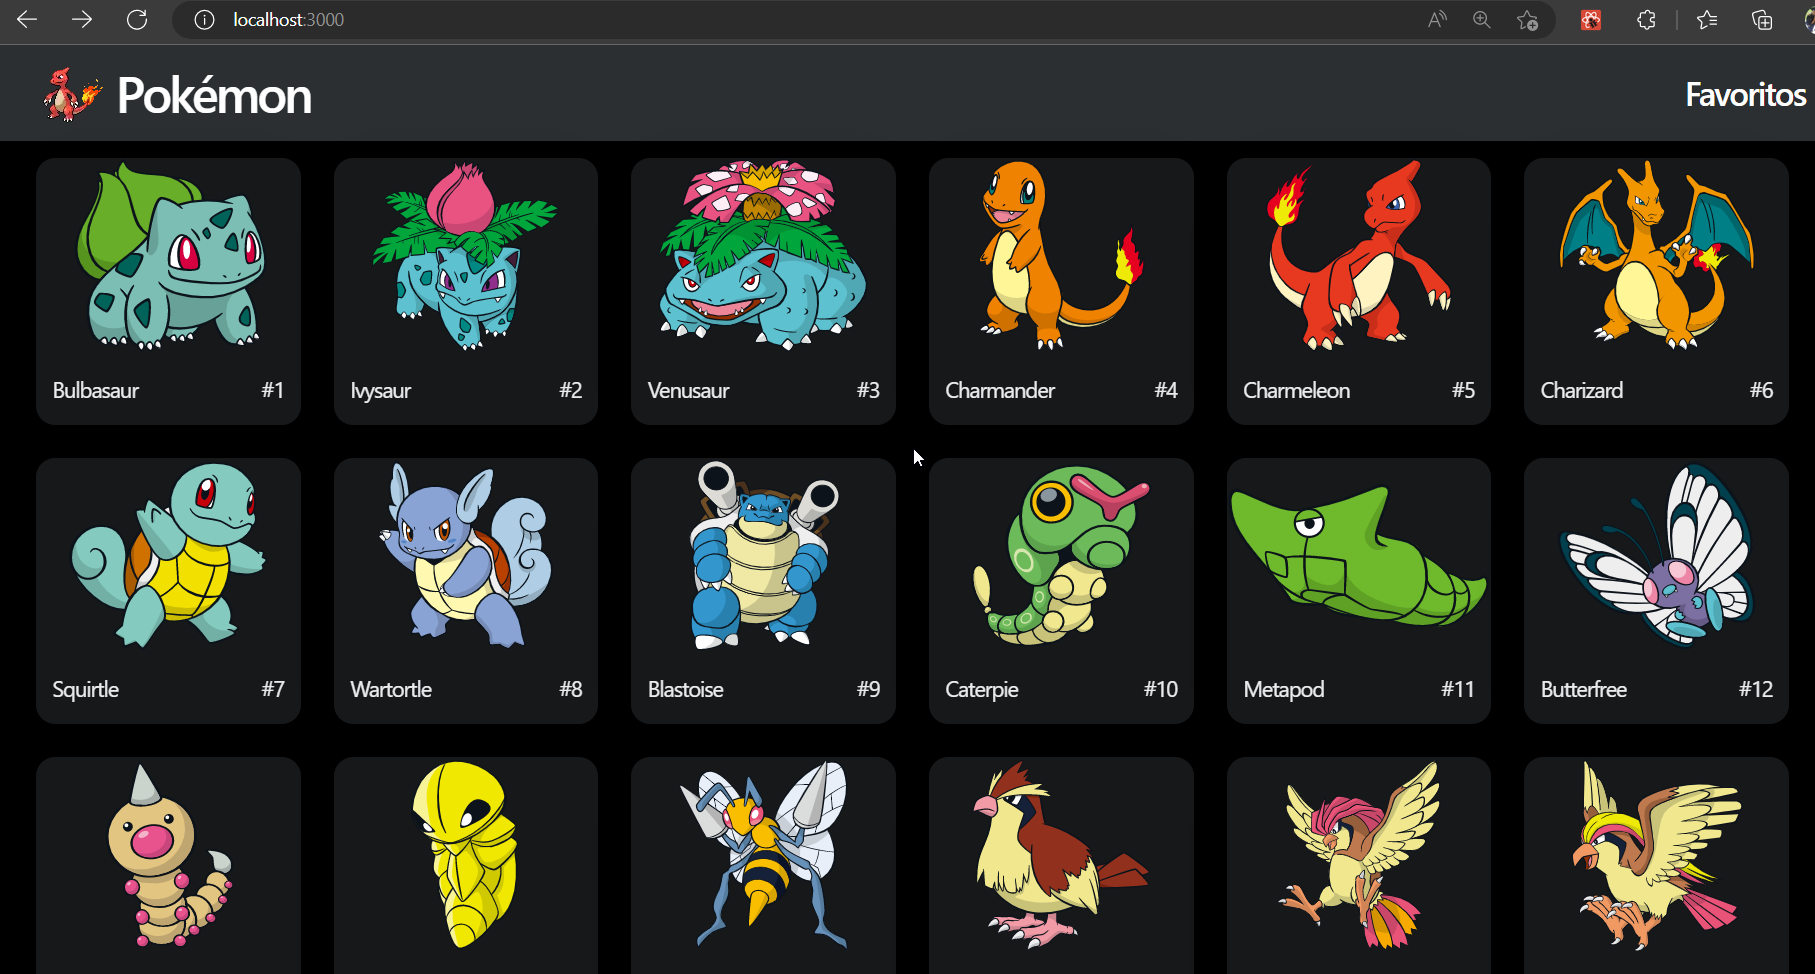 localhost:3000
Pokémon
Favoritos
Bulbasaur #1
Ivysaur #2
Venusaur #3
Charmander #4
Charmeleon #5
Charizard #6
Squirtle #7
Wartortle #8
Blastoise #9
Caterpie #10
Metapod #11
Butterfree #12